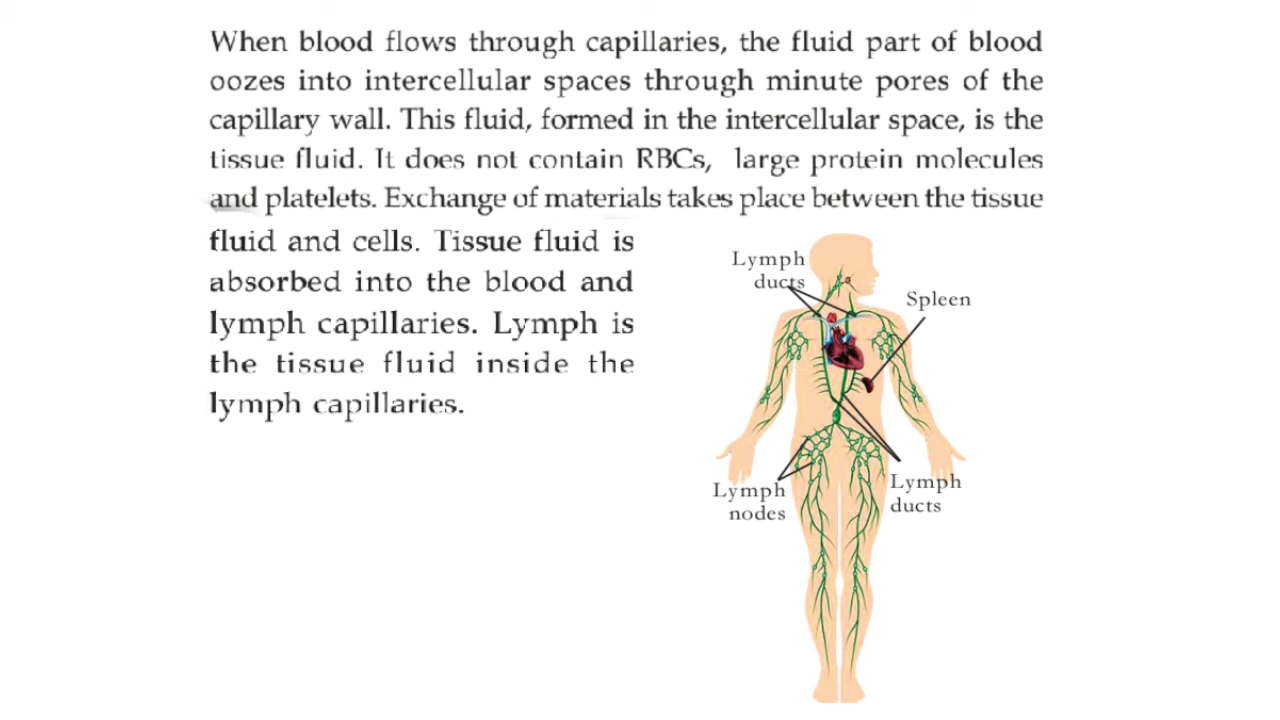 When blood flows through capillaries, the fluid part of blood
oozes into intercellular spaces through minute pores of the
capillary wall. This fluid, formed in the intercellular space, is the
tissue fluid. It does not contain RBCs, large protein molecules
and platelets. Exchange of materials takes place between the tissue
fluid and cells. Tissue fluid is
absorbed into the blood and
lymph capillaries. Lymph is
the tissue fluid inside the
lymph capillaries.
Lymph
ducts
Spleen
Lymph
nodes
Lymph
ducts